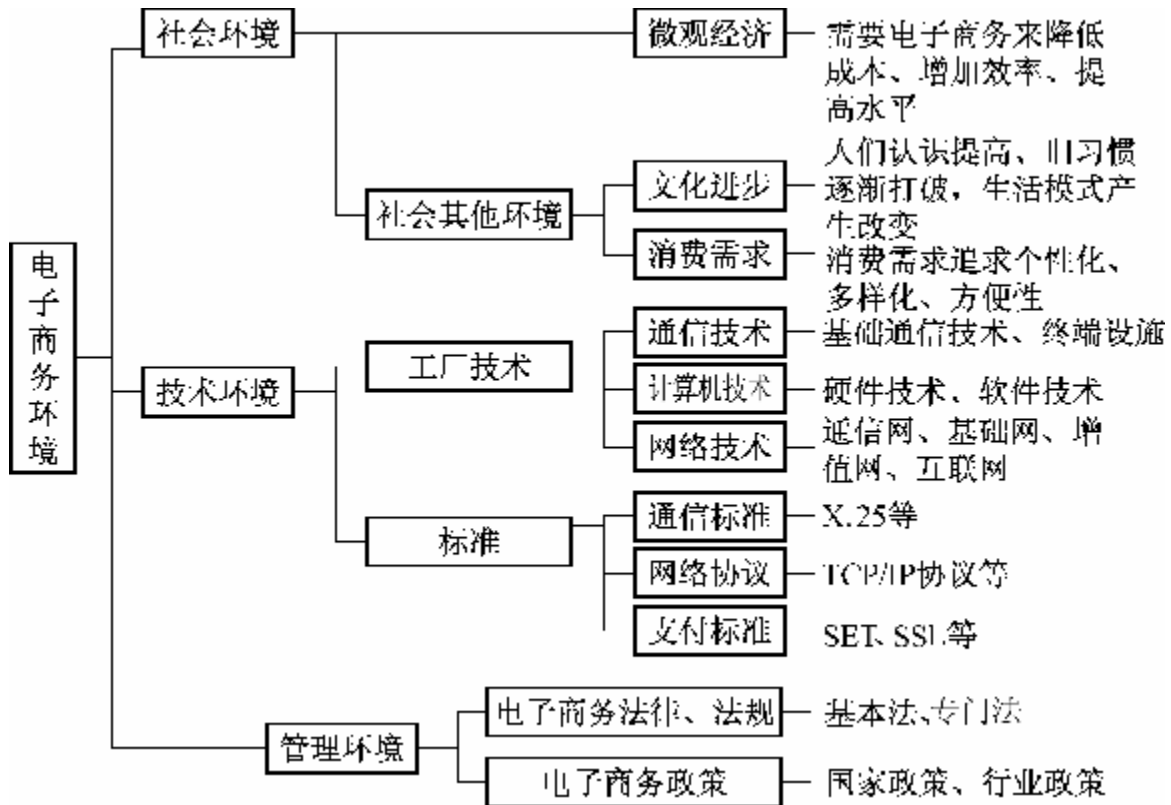 社会环境
微观经济
需要电子商务来降低
成本、增加效率、提
高水平
社会其他环境
文化进步
人们认识提高、旧习惯
逐渐打破，生活模式产
生改变
消费需求
消费需求追求个性化、
多样化、方便性
电子商务环境
技术环境
工厂技术
通信技术
基础通信技术、终端设施
计算机技术
硬件技术、软件技术
网络技术
通信网、基础网、增
值网、互联网
标准
通信标准
X.25等
网络协议
TCP/IP协议等
支付标准
SET、SSL等
管理环境
电子商务法律、法规
基本法、专门法
电子商务政策
国家政策、行业政策